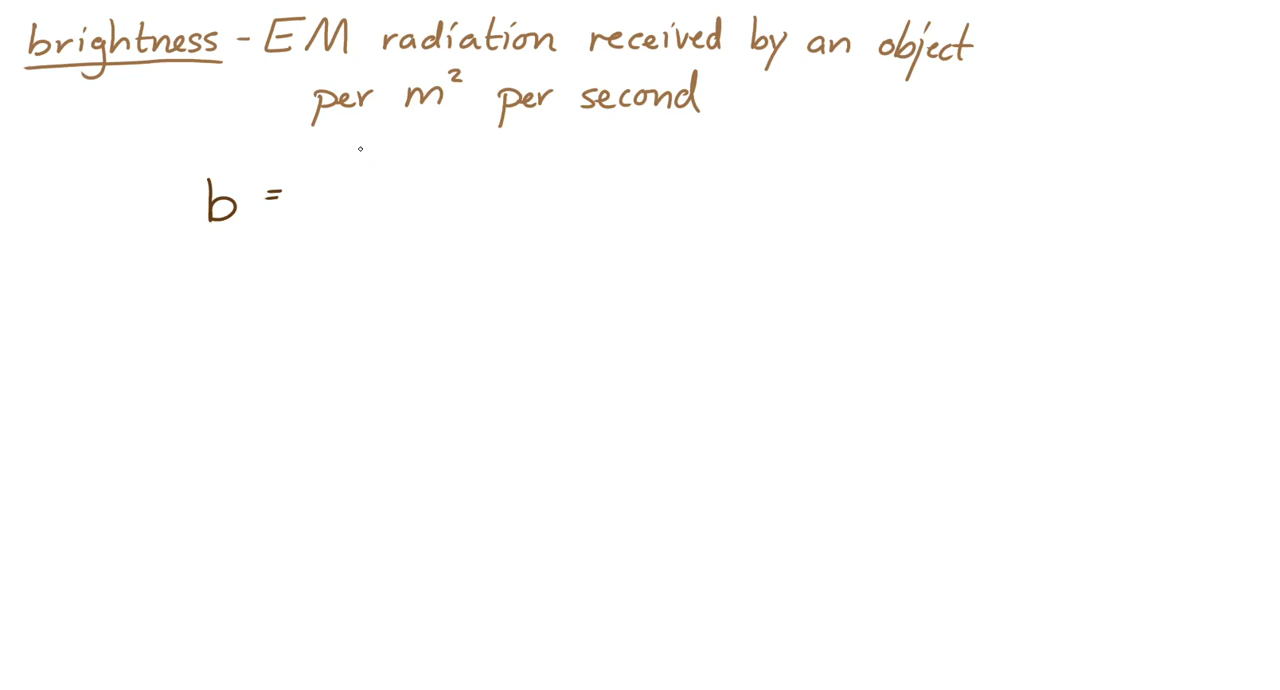 brightness - EM radiation received by an object
per m² per second
b =